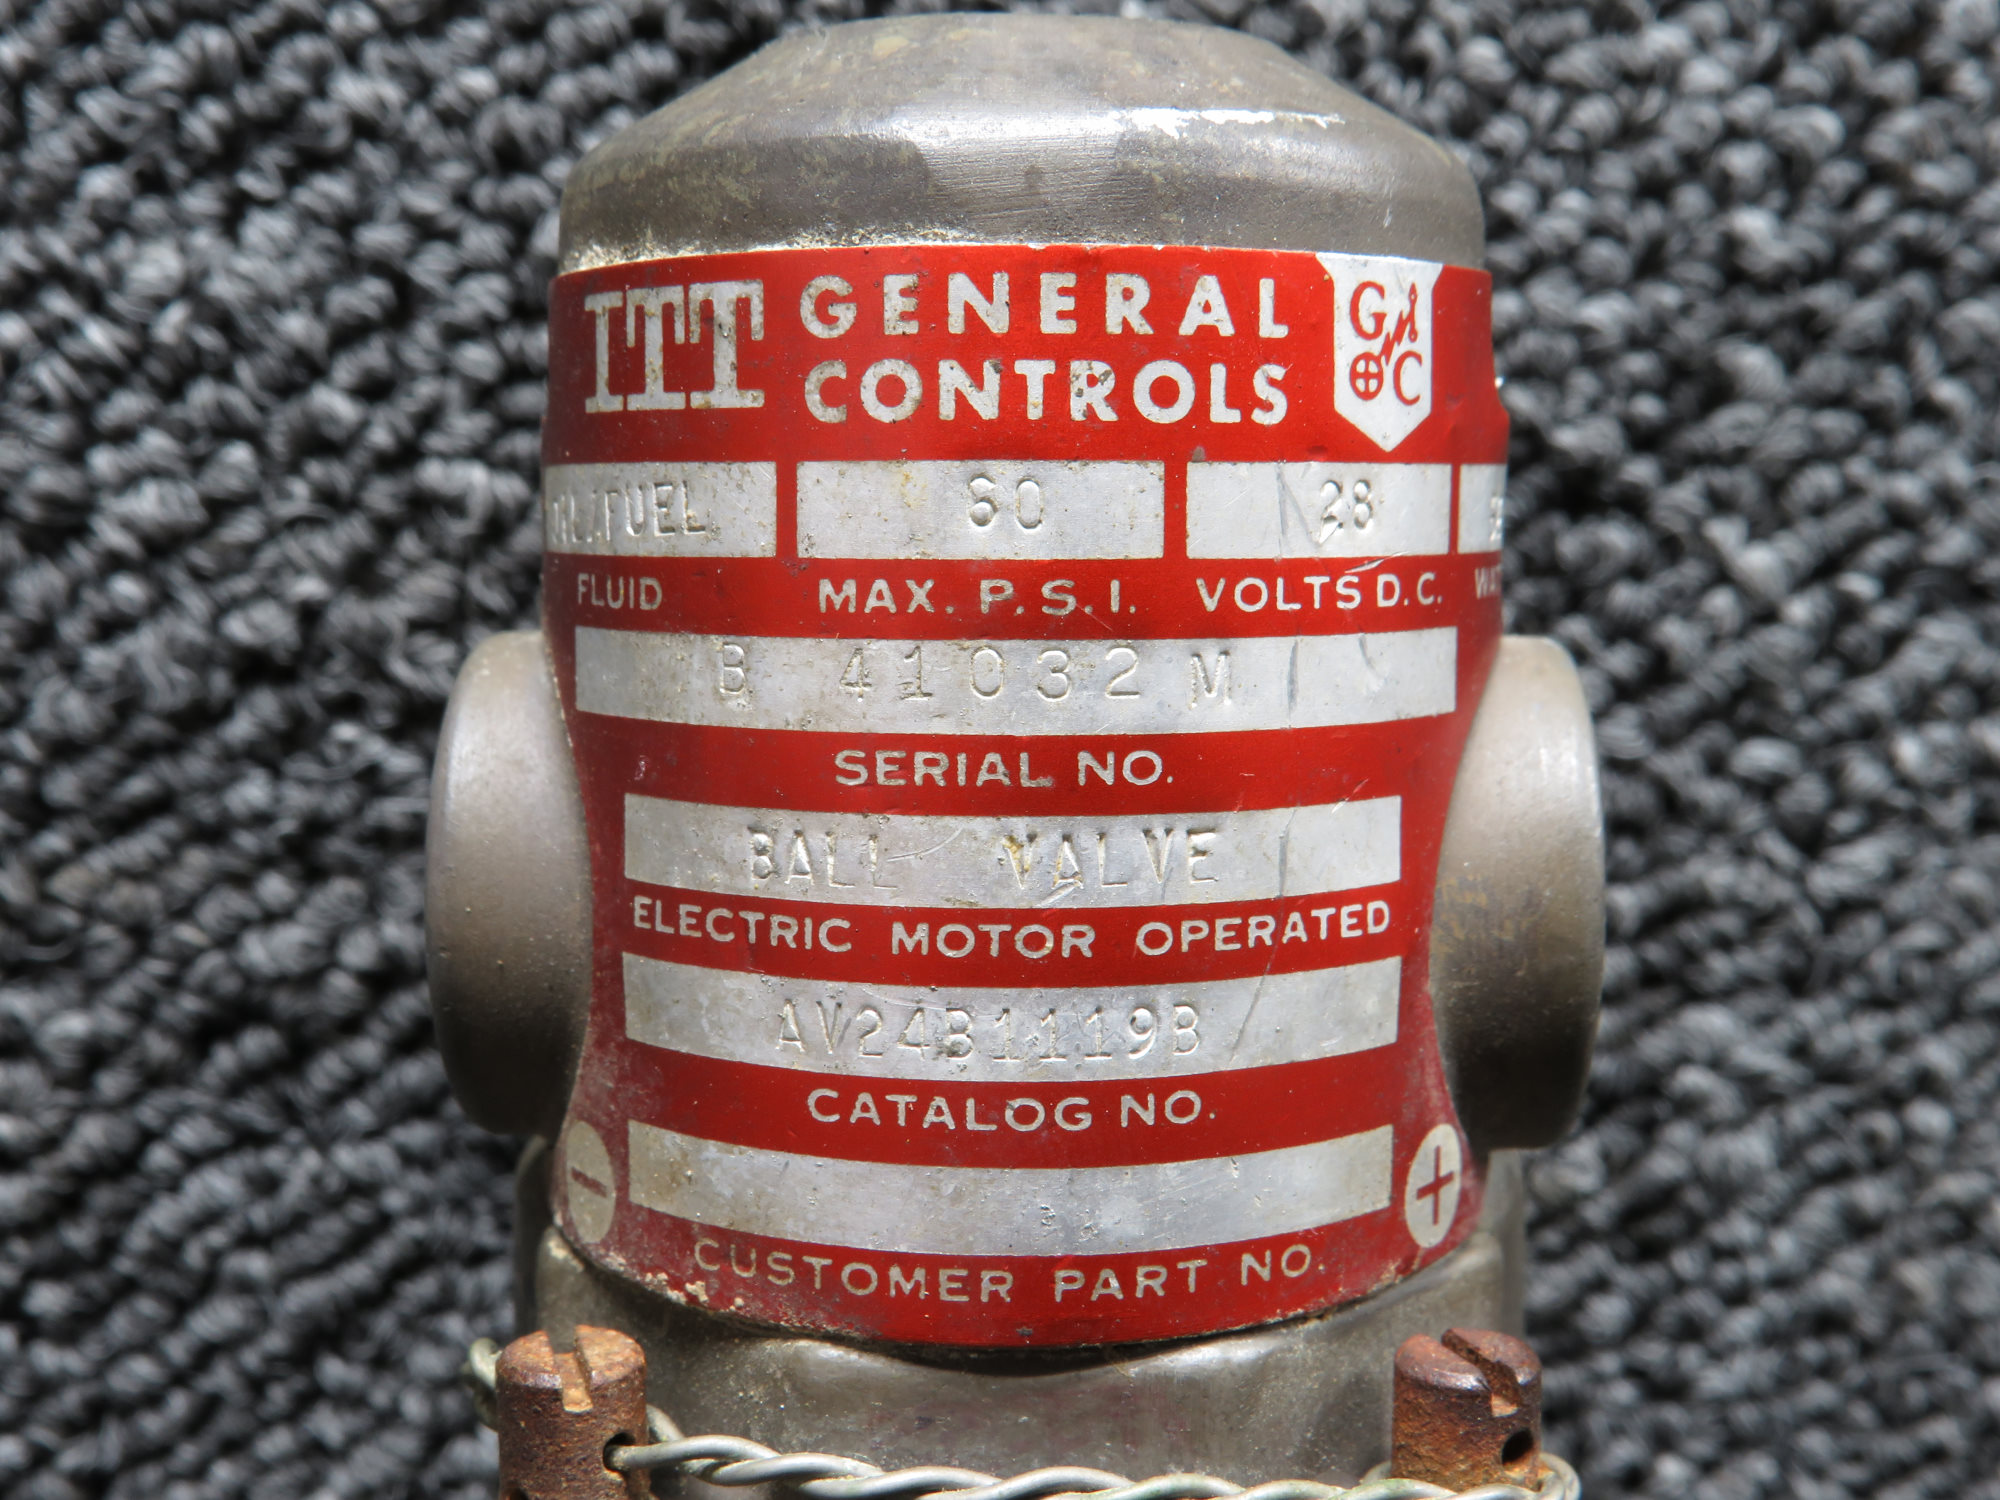 ITT GENERAL CONTROLS G C
FUEL 60 28
FLUID MAX. P.S.I. VOLTS D.C.
B 41032 M
SERIAL NO.
BALL VALVE
ELECTRIC MOTOR OPERATED
AV24B1119B
CATALOG NO.
- +
CUSTOMER PART NO.